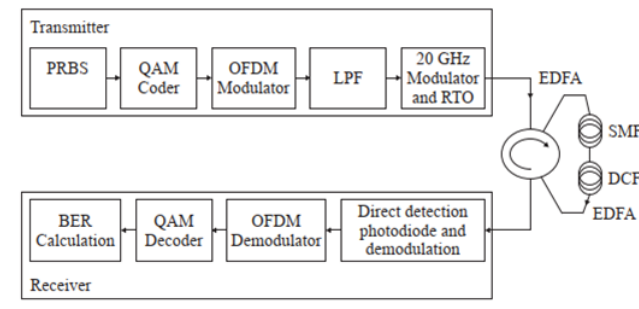 Transmitter
PRBS
QAM
Coder
OFDM
Modulator
LPF
20 GHz
Modulator
and RTO
EDFA
SMF
DCF
EDFA
BER
Calculation
QAM
Decoder
OFDM
Demodulator
Direct detection
photodiode and
demodulation
Receiver